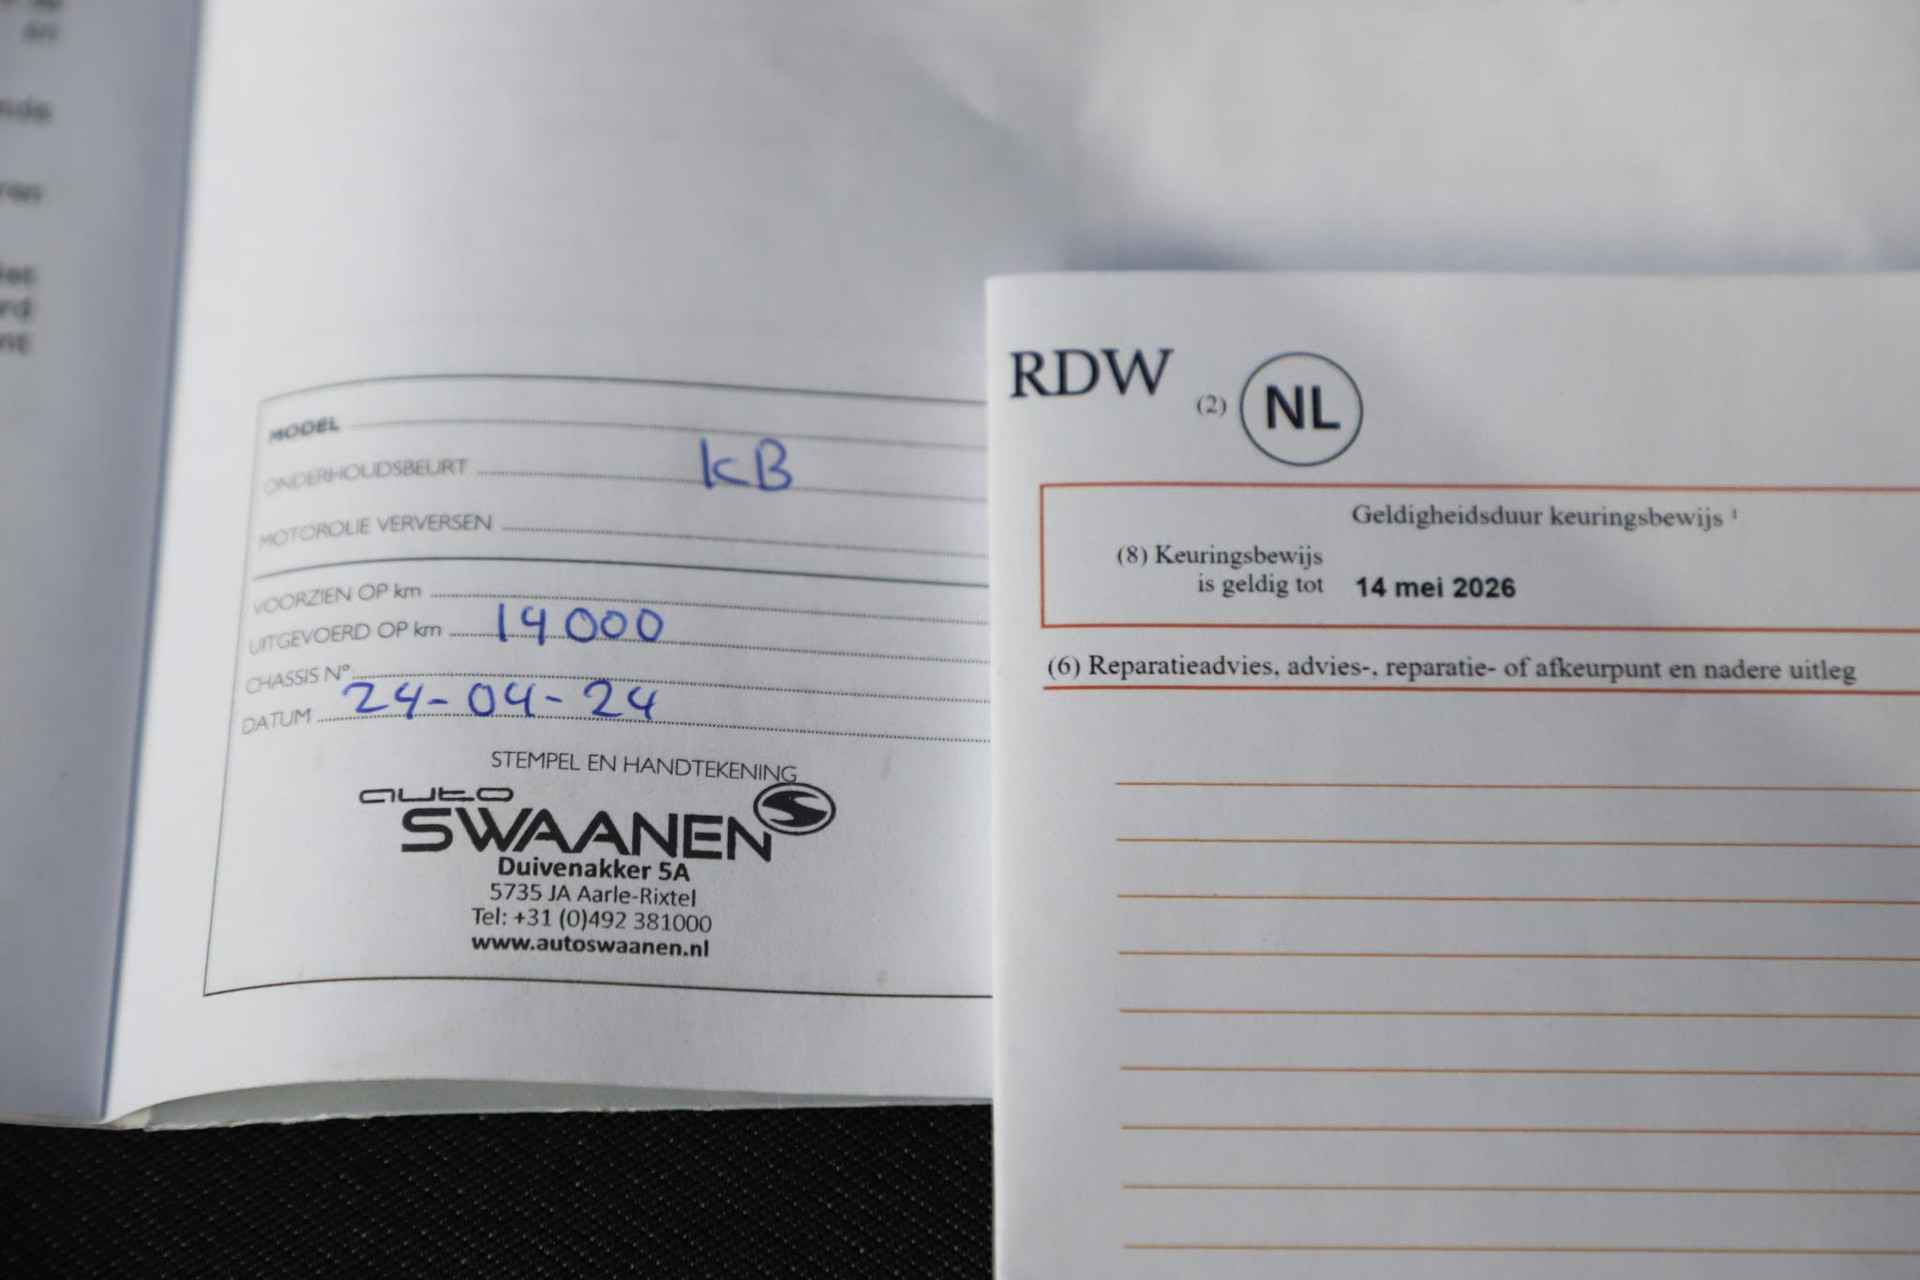 en
ren
MODEL
ONDERHOUDSBEURT KB
MOTOROLIE VERVERSEN
VOORZIEN OP km
UITGEVOERD OP km 14000
CHASSIS N°
DATUM 24-04-24
STEMPEL EN HANDTEKENING
auto
SWAANEN
Duivenakker 5A
5735 JA Aarle-Rixtel
Tel: +31 (0)492 381000
www.autoswaanen.nl
RDW (2) NL
Geldigheidsduur keuringsbewijs ¹
(8) Keuringsbewijs
is geldig tot 14 mei 2026
(6) Reparatieadvies, advies-, reparatie- of afkeurpunt en nadere uitleg